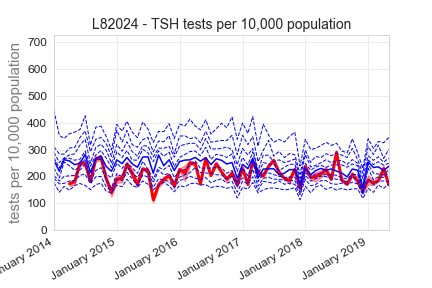 L82024 - TSH tests per 10,000 population
tests per 10,000 population
700
600
500
400
300
200
100
0
January 2015
January 2016
January 2017
January 2018
January 2019
2014